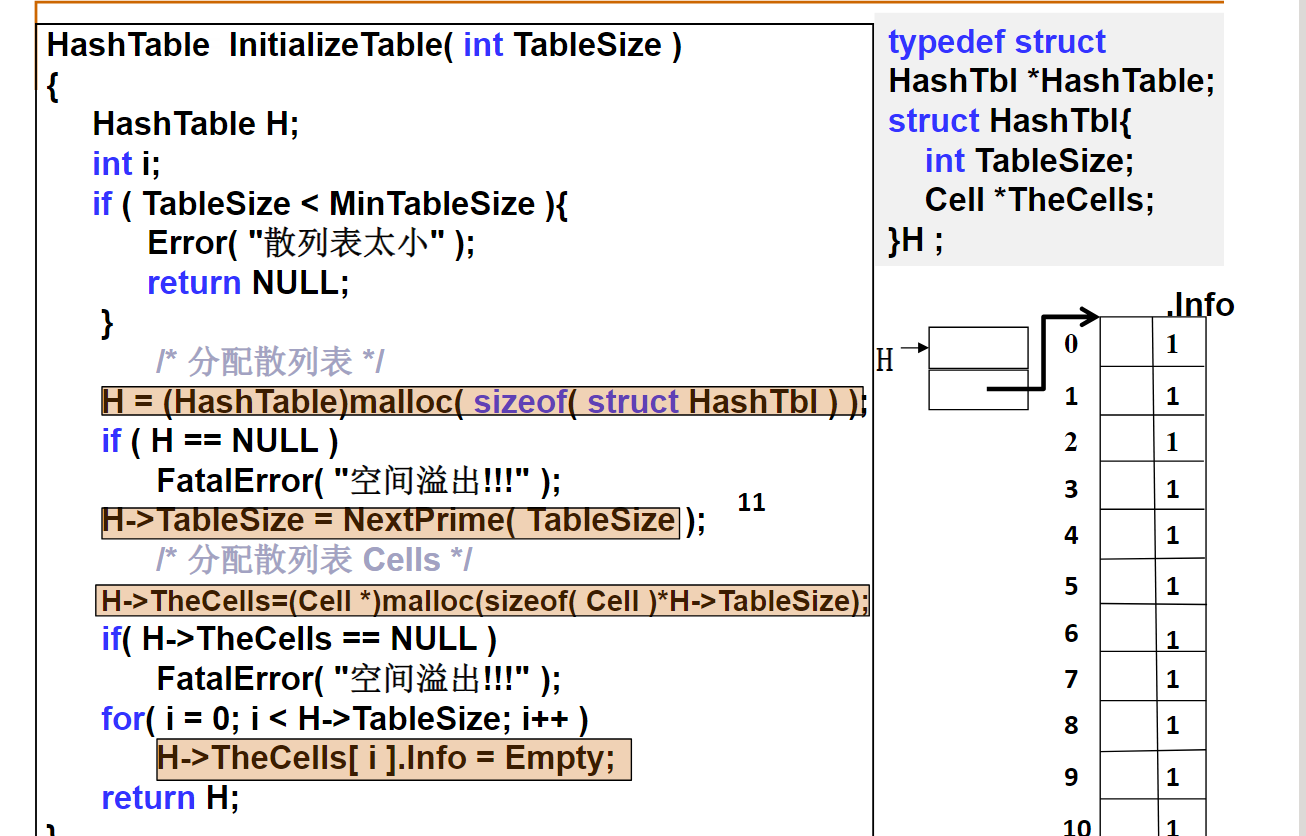 HashTable InitializeTable( int TableSize )
{
HashTable H;
int i;
if ( TableSize < MinTableSize ){
Error( "散列表太小" );
return NULL;
}
/* 分配散列表 */
H = (HashTable)malloc( sizeof( struct HashTbl ) );
if ( H == NULL )
FatalError( "空间溢出!!!" );
H->TableSize = NextPrime( TableSize );
11
/* 分配散列表 Cells */
H->TheCells=(Cell *)malloc(sizeof( Cell )*H->TableSize);
if( H->TheCells == NULL )
FatalError( "空间溢出!!!" );
for( i = 0; i < H->TableSize; i++ )
H->TheCells[ i ].Info = Empty;
return H;
}
typedef struct
HashTbl *HashTable;
struct HashTbl{
int TableSize;
Cell *TheCells;
}H ;
.Info
H
0 1
1 1
2 1
3 1
4 1
5 1
6 1
7 1
8 1
9 1
10 1